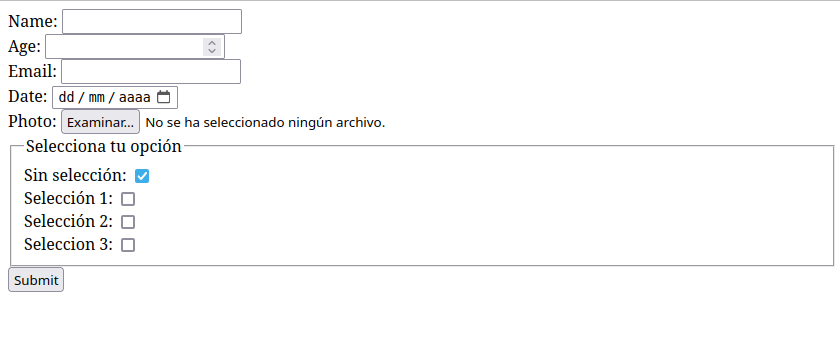 Name:
Age:
Email:
Date: dd / mm / aaaa
Photo: Examinar... No se ha seleccionado ningún archivo.
Selecciona tu opción
Sin selección:
Selección 1:
Selección 2:
Seleccion 3:
Submit